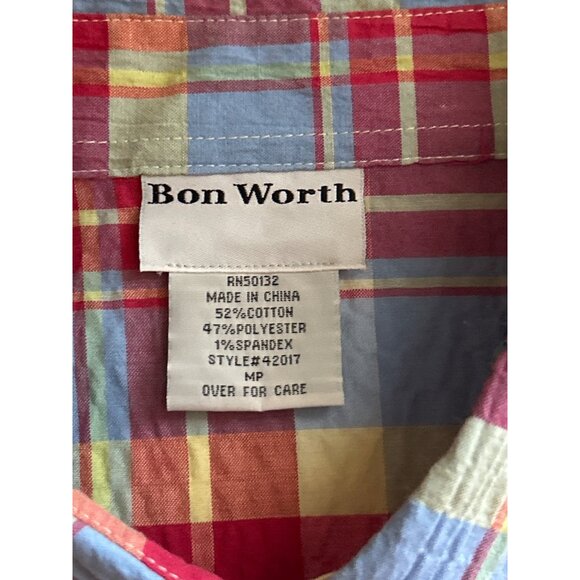 Bon Worth
RN50132
MADE IN CHINA
52%COTTON
47%POLYESTER
1%SPANDEX
STYLE#42017
MP
OVER FOR CARE